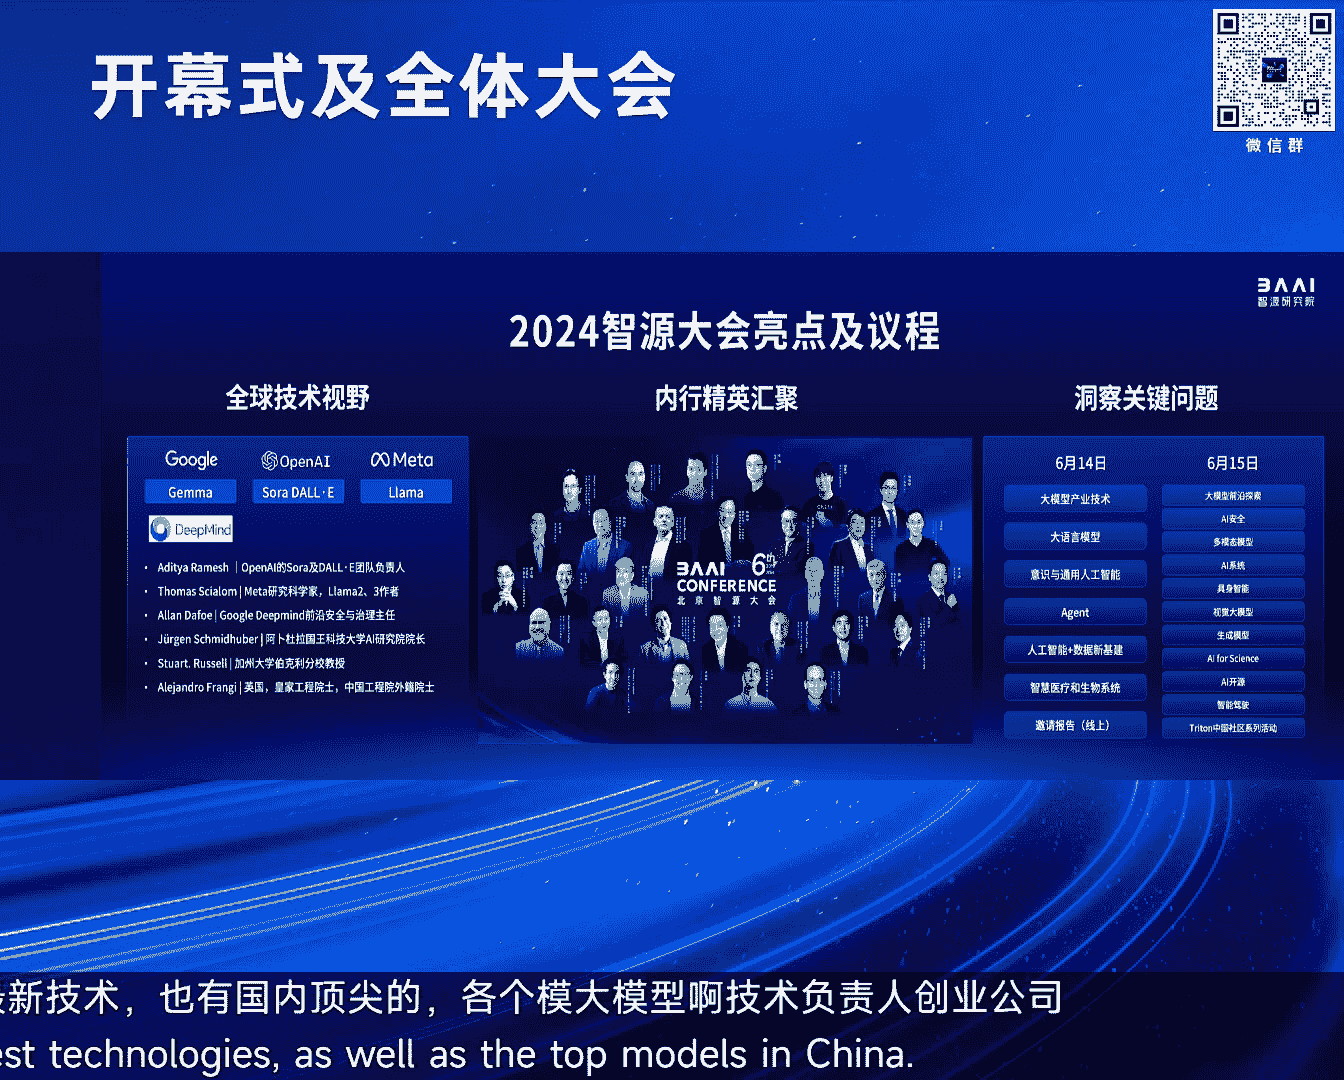 开幕式及全体大会
微信群
BAAI
智源研究院
2024智源大会亮点及议程
全球技术视野
内行精英汇聚
洞察关键问题
Google
OpenAI
Meta
Gemma
Sora DALL·E
Llama
DeepMind
• Aditya Ramesh ｜OpenAI的Sora及DALL·E团队负责人
• Thomas Scialom | Meta研究科学家，Llama2、3作者
• Allan Dafoe | Google Deepmind前沿安全与治理主任
• Jürgen Schmidhuber | 阿卜杜拉国王科技大学AI研究院院长
• Stuart. Russell | 加州大学伯克利分校教授
• Alejandro Frangi | 英国，皇家工程院士，中国工程院外籍院士
BAAI 6th
CONFERENCE
北京智源大会
6月14日
大模型产业技术
大语言模型
意识与通用人工智能
Agent
人工智能+数据新基建
智慧医疗和生物系统
邀请报告（线上）
6月15日
大模型前沿探索
AI安全
多模态模型
AI系统
具身智能
视觉大模型
生成模型
AI for Science
AI开源
智能驾驶
Triton中国社区系列活动
新技术，也有国内顶尖的，各个模大模型啊技术负责人创业公司
est technologies, as well as the top models in China.